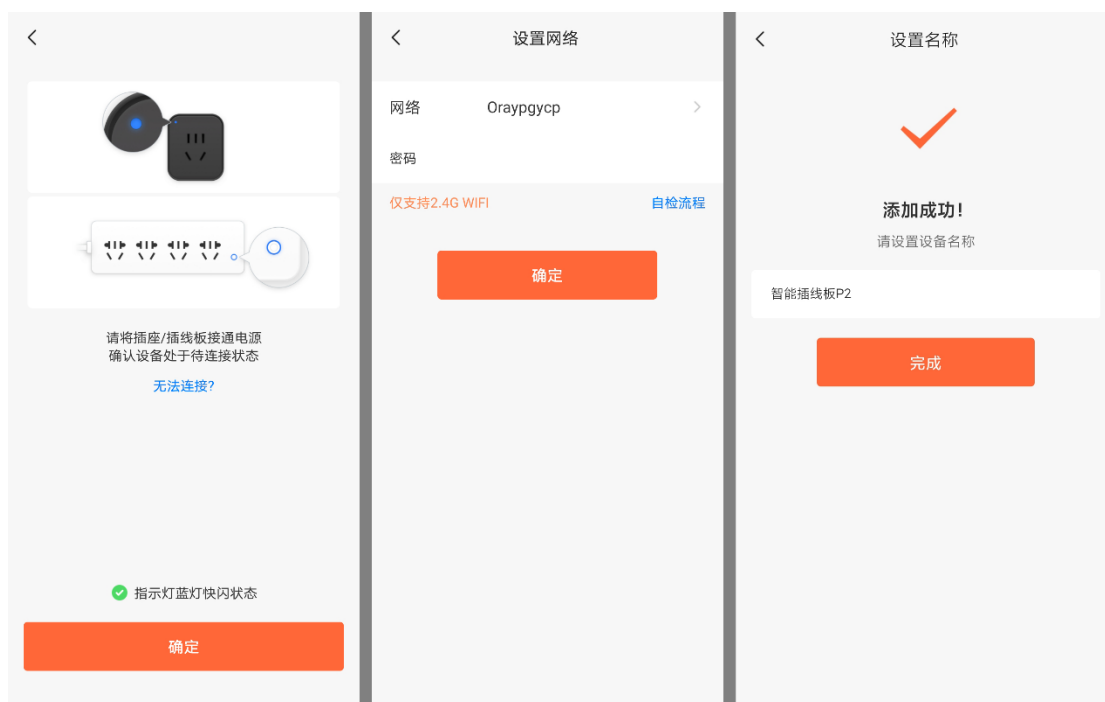 请将插座/插线板接通电源
确认设备处于待连接状态
无法连接?
指示灯蓝灯快闪状态
确定
设置网络
网络 Oraypgycp
密码
仅支持2.4G WIFI 自检流程
确定
设置名称
添加成功!
请设置设备名称
智能插线板P2
完成